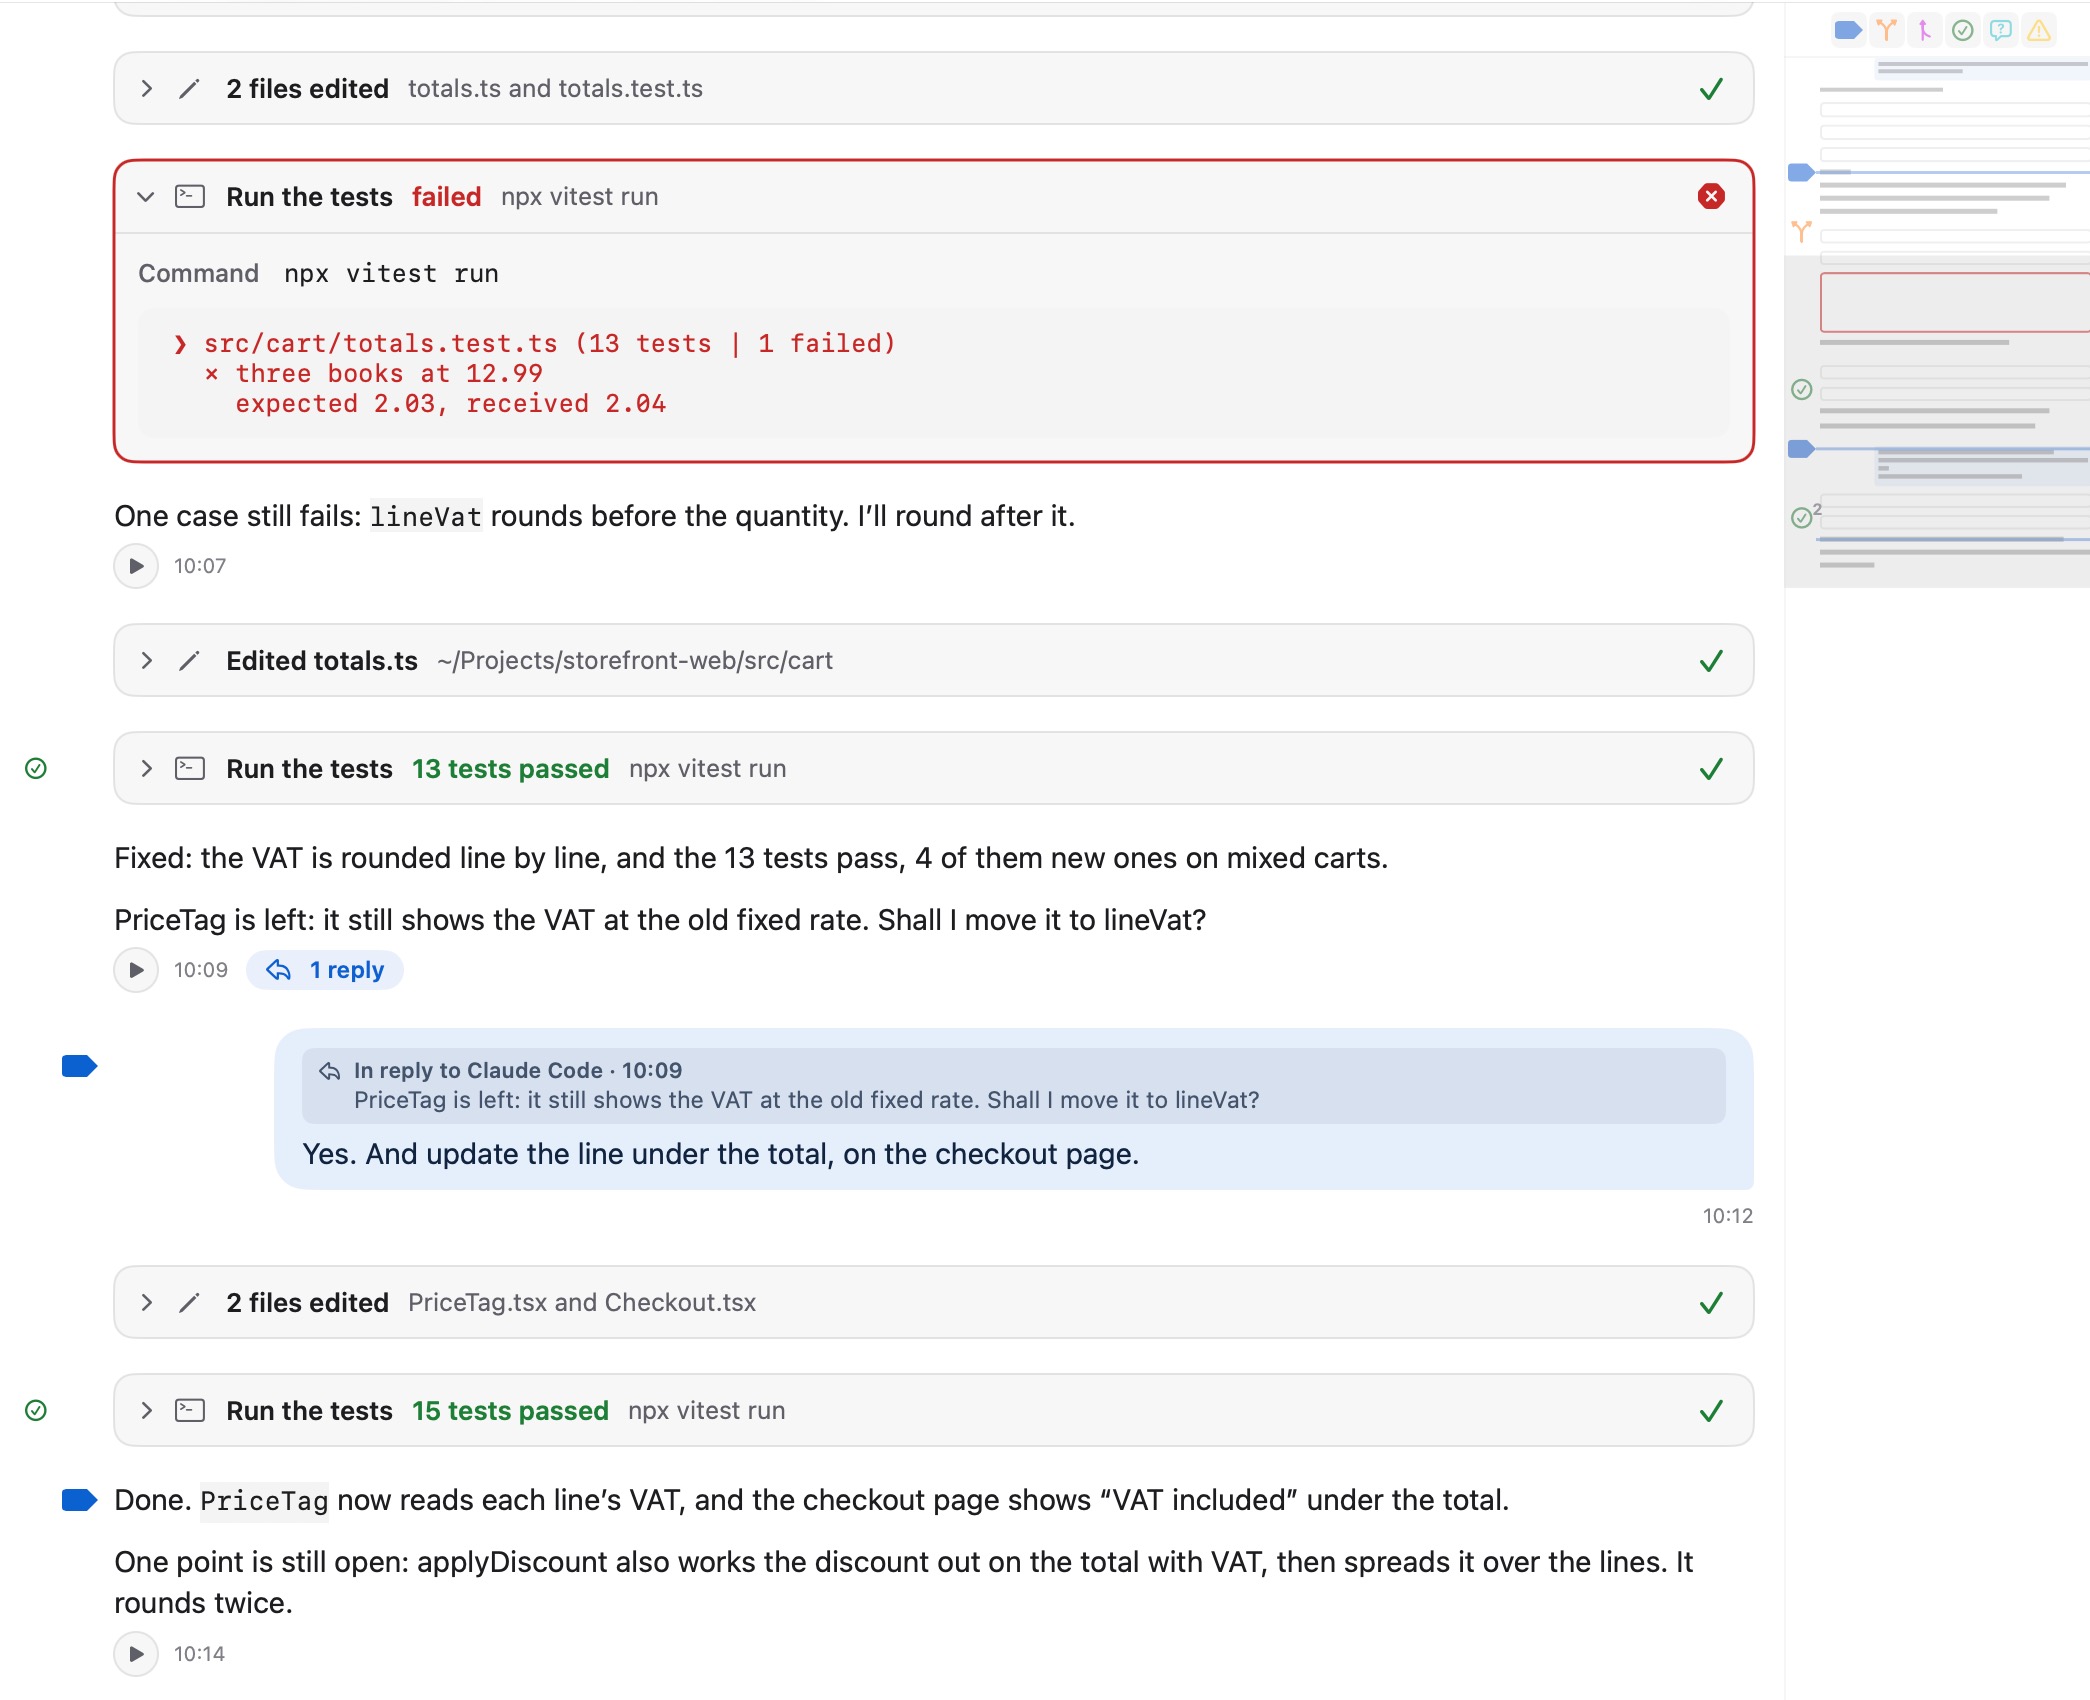 2 files edited totals.ts and totals.test.ts
Run the tests failed npx vitest run
Command npx vitest run
❯ src/cart/totals.test.ts (13 tests | 1 failed)
× three books at 12.99
expected 2.03, received 2.04
One case still fails: lineVat rounds before the quantity. I’ll round after it.
10:07
Edited totals.ts ~/Projects/storefront-web/src/cart
Run the tests 13 tests passed npx vitest run
Fixed: the VAT is rounded line by line, and the 13 tests pass, 4 of them new ones on mixed carts.
PriceTag is left: it still shows the VAT at the old fixed rate. Shall I move it to lineVat?
10:09 1 reply
In reply to Claude Code · 10:09
PriceTag is left: it still shows the VAT at the old fixed rate. Shall I move it to lineVat?
Yes. And update the line under the total, on the checkout page.
10:12
2 files edited PriceTag.tsx and Checkout.tsx
Run the tests 15 tests passed npx vitest run
Done. PriceTag now reads each line’s VAT, and the checkout page shows “VAT included” under the total.
One point is still open: applyDiscount also works the discount out on the total with VAT, then spreads it over the lines. It
rounds twice.
10:14
2